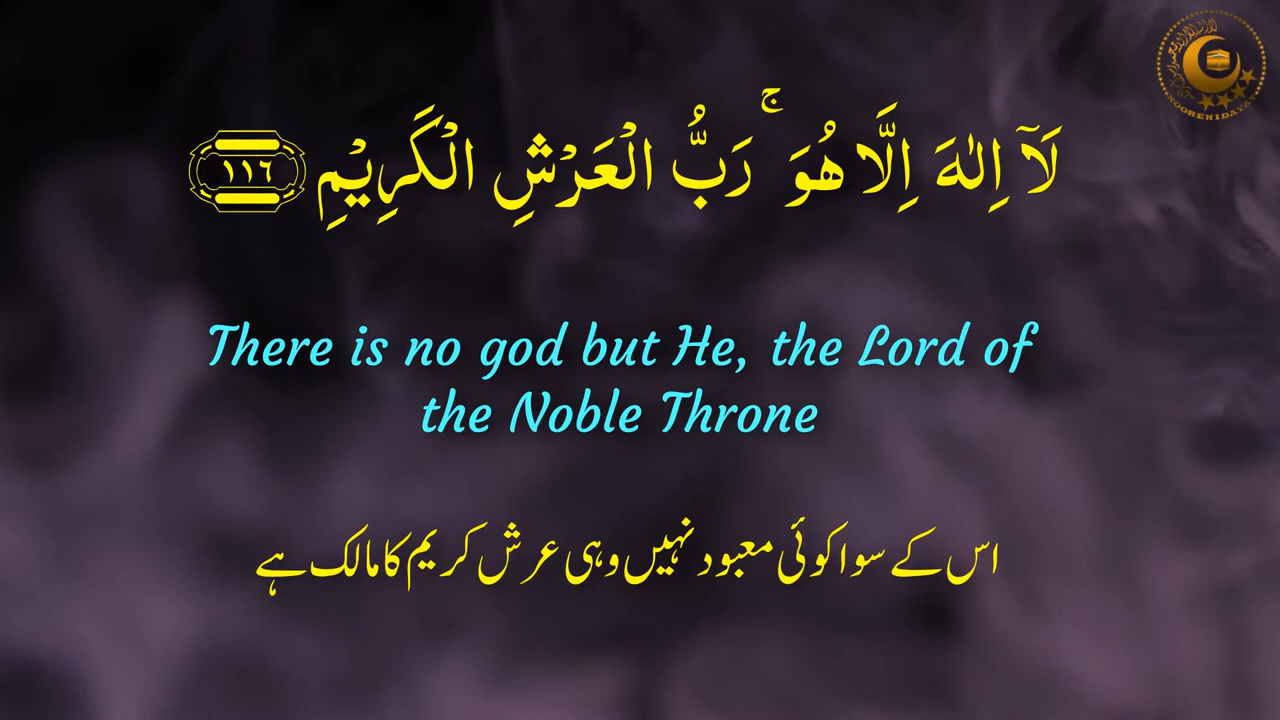 لَاۤ اِلٰهَ اِلَّا هُوَ ۚ رَبُّ الْعَرْشِ الْكَرِيْمِ ١١٦
There is no god but He, the Lord of
the Noble Throne
اس کے سوا کوئی معبود نہیں وہی عرش کریم کا مالک ہے
NOOREHIDAYAT